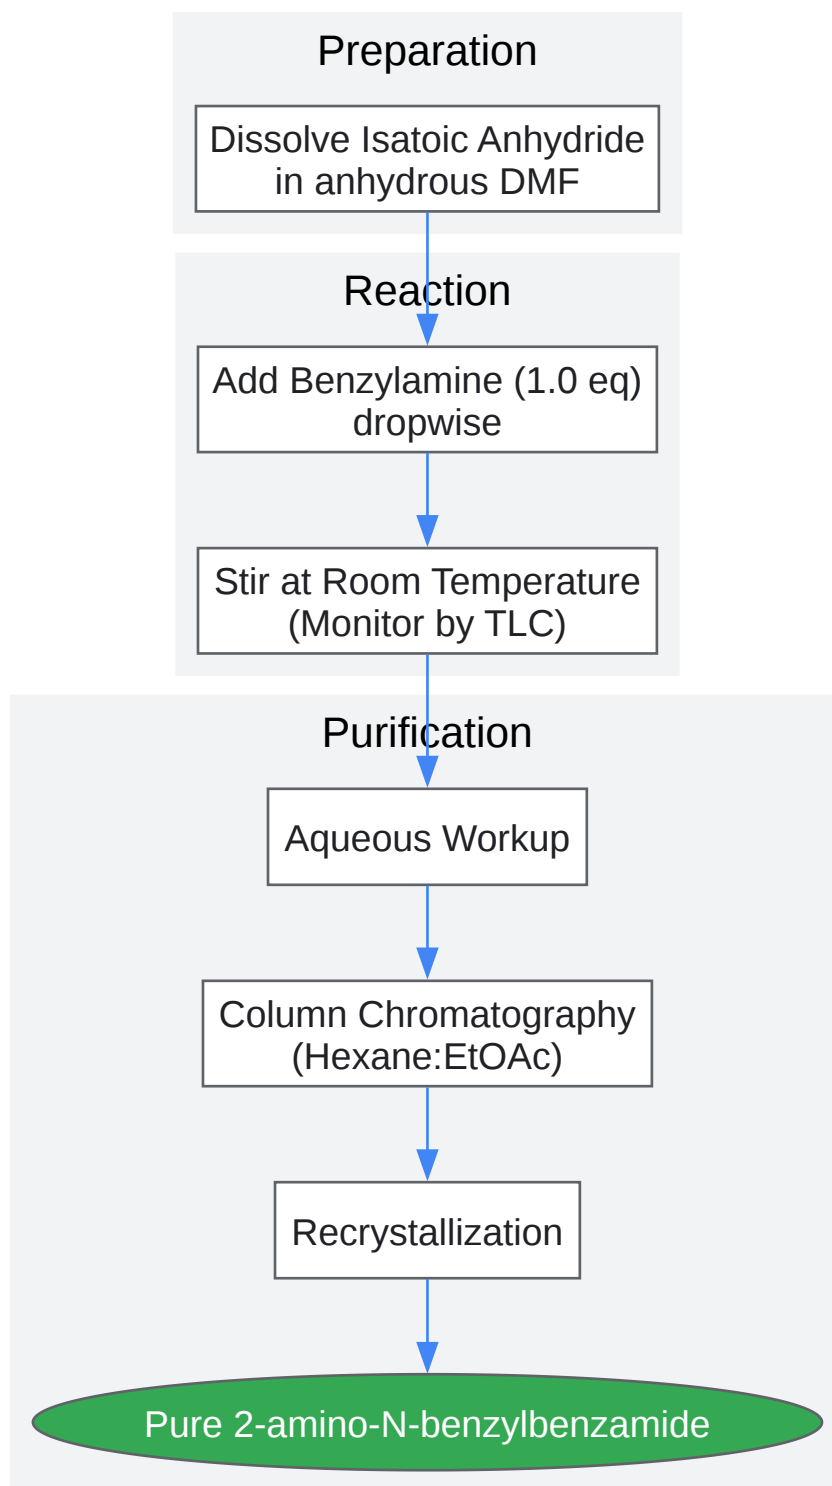 Preparation
Dissolve Isatoic Anhydride
in anhydrous DMF
Reaction
Add Benzylamine (1.0 eq)
dropwise
Stir at Room Temperature
(Monitor by TLC)
Purification
Aqueous Workup
Column Chromatography
(Hexane:EtOAc)
Recrystallization
Pure 2-amino-N-benzylbenzamide